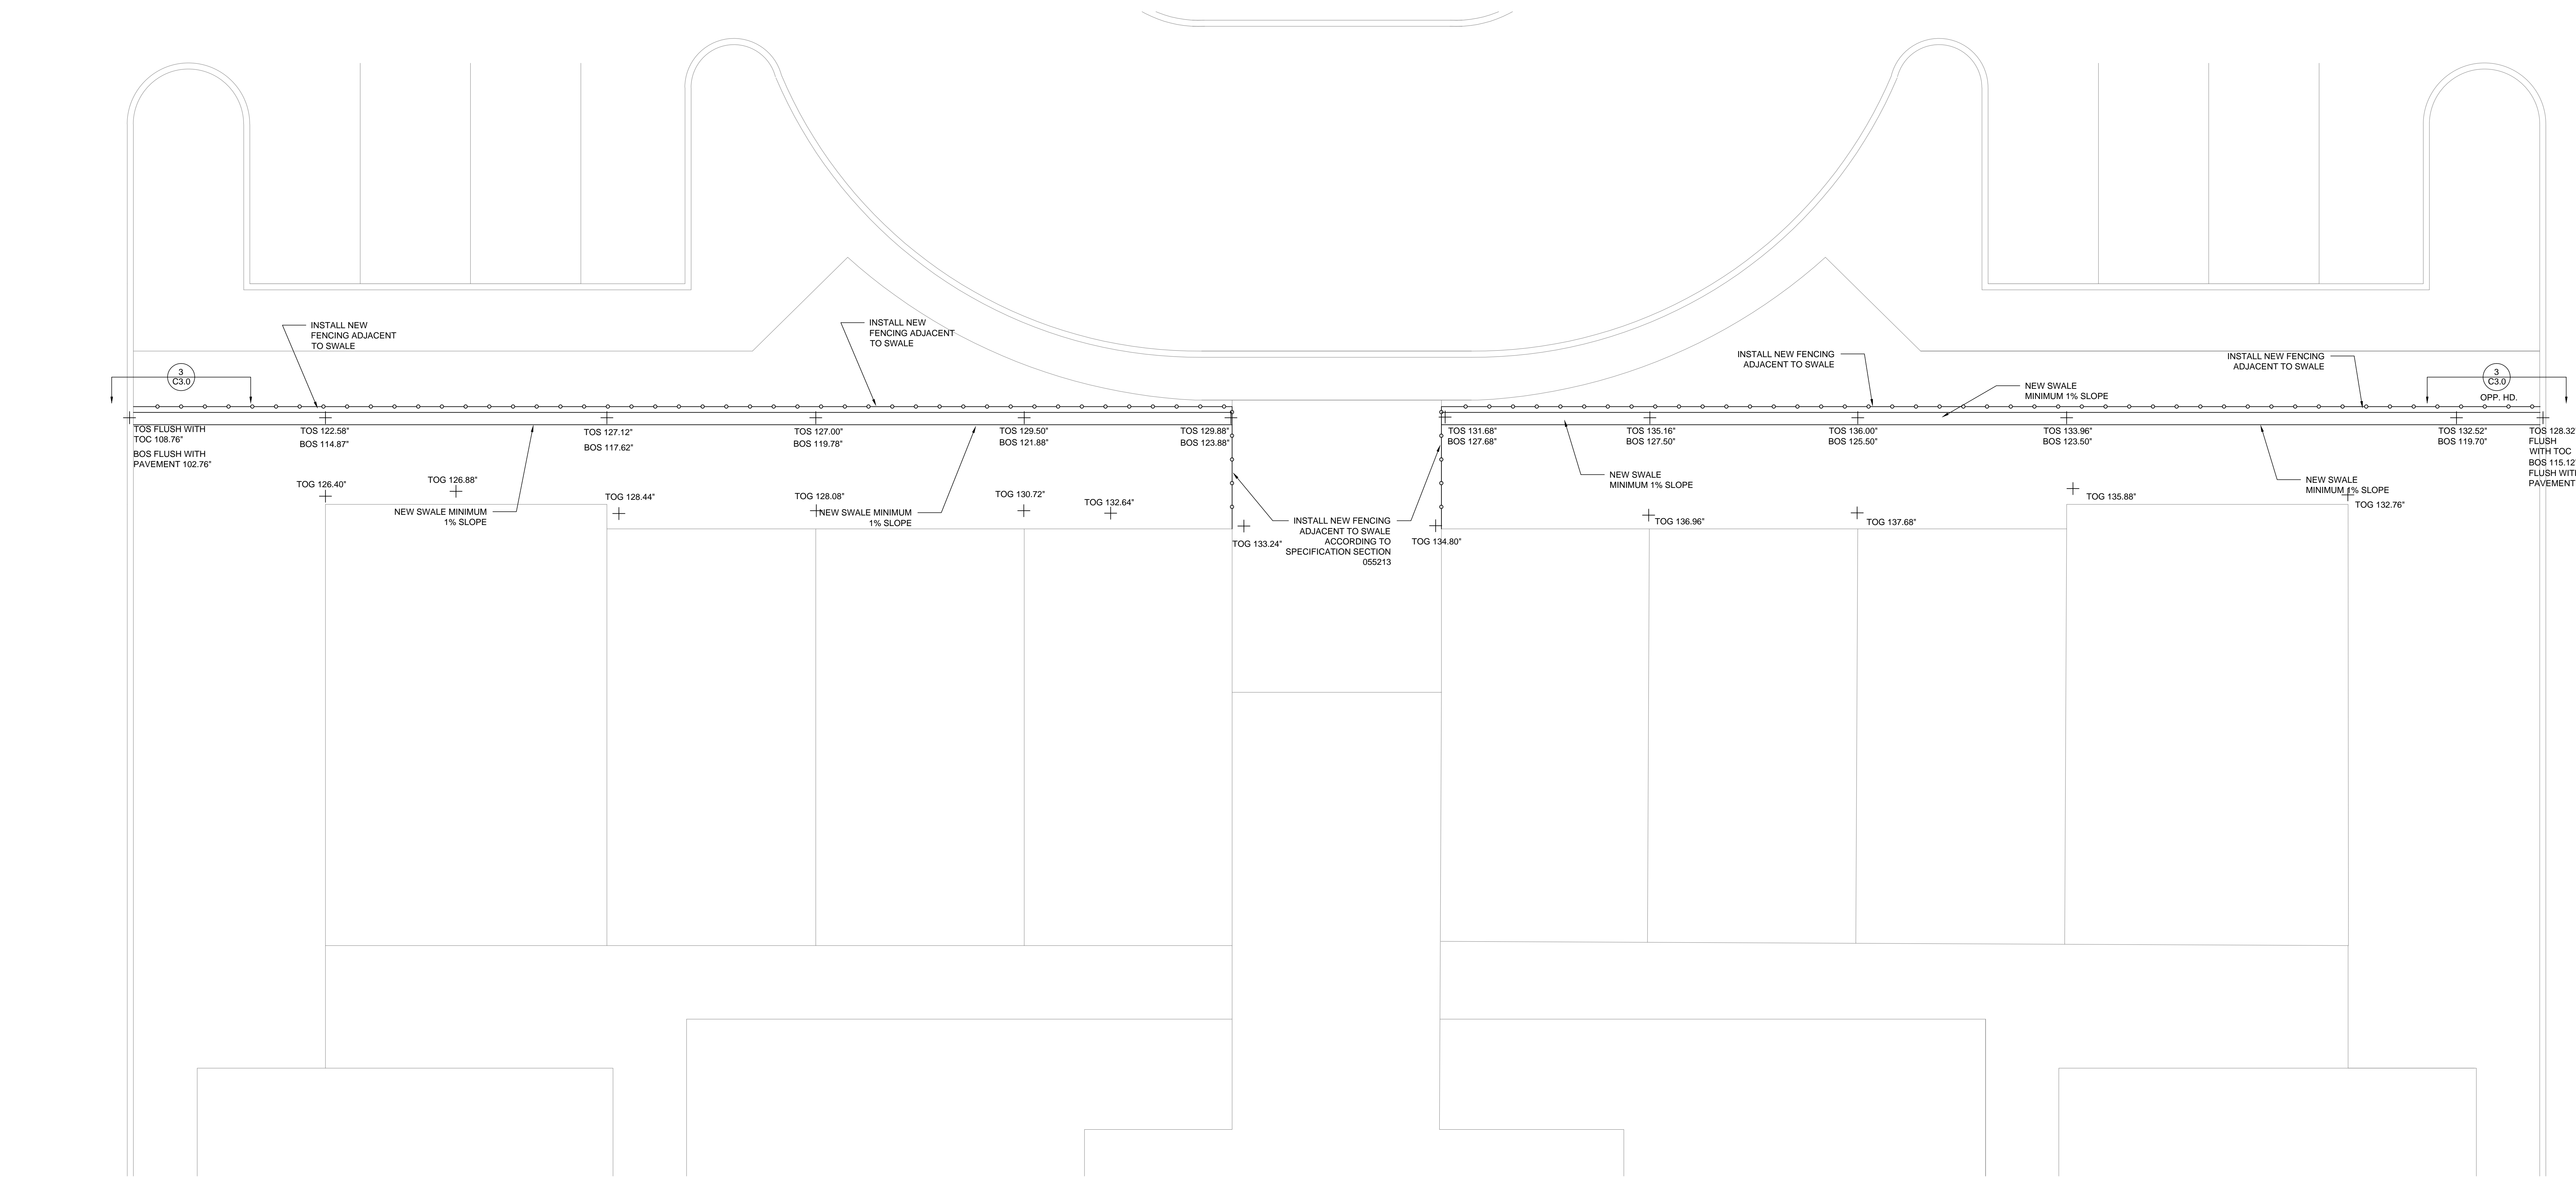 INSTALL NEW
FENCING ADJACENT
TO SWALE
INSTALL NEW
FENCING ADJACENT
TO SWALE
INSTALL NEW FENCING
ADJACENT TO SWALE
INSTALL NEW FENCING
ADJACENT TO SWALE
3
C3.0
3
C3.0
OPP. HD.
NEW SWALE
MINIMUM 1% SLOPE
TOS FLUSH WITH
TOC 108.76"
BOS FLUSH WITH
PAVEMENT 102.76"
TOS 122.58"
BOS 114.87"
TOS 127.12"
BOS 117.62"
TOS 127.00"
BOS 119.78"
TOS 129.50"
BOS 121.88"
TOS 129.88"
BOS 123.88"
TOS 131.68"
BOS 127.68"
TOS 135.16"
BOS 127.50"
TOS 136.00"
BOS 125.50"
TOS 133.96"
BOS 123.50"
TOS 132.52"
BOS 119.70"
TOS 128.32"
FLUSH
WITH TOC
BOS 115.12"
FLUSH WITH
PAVEMENT
TOG 126.40"
TOG 126.88"
NEW SWALE MINIMUM
1% SLOPE
TOG 128.44"
TOG 128.08"
NEW SWALE MINIMUM
1% SLOPE
TOG 130.72"
TOG 132.64"
TOG 133.24"
INSTALL NEW FENCING
ADJACENT TO SWALE
ACCORDING TO
SPECIFICATION SECTION
055213
TOG 134.80"
NEW SWALE
MINIMUM 1% SLOPE
TOG 136.96"
TOG 137.68"
TOG 135.88"
NEW SWALE
MINIMUM 1% SLOPE
TOG 132.76"